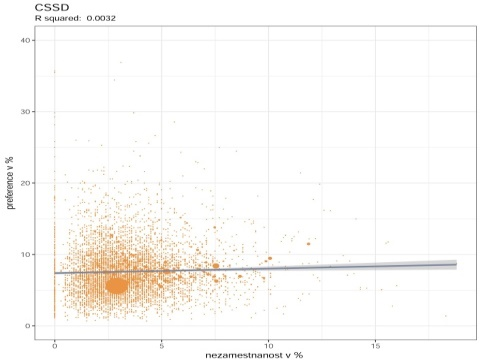 CSSD
R squared: 0.0032
40
30
20
10
0
preference v %
0
5
10
15
nezamestnanost v %